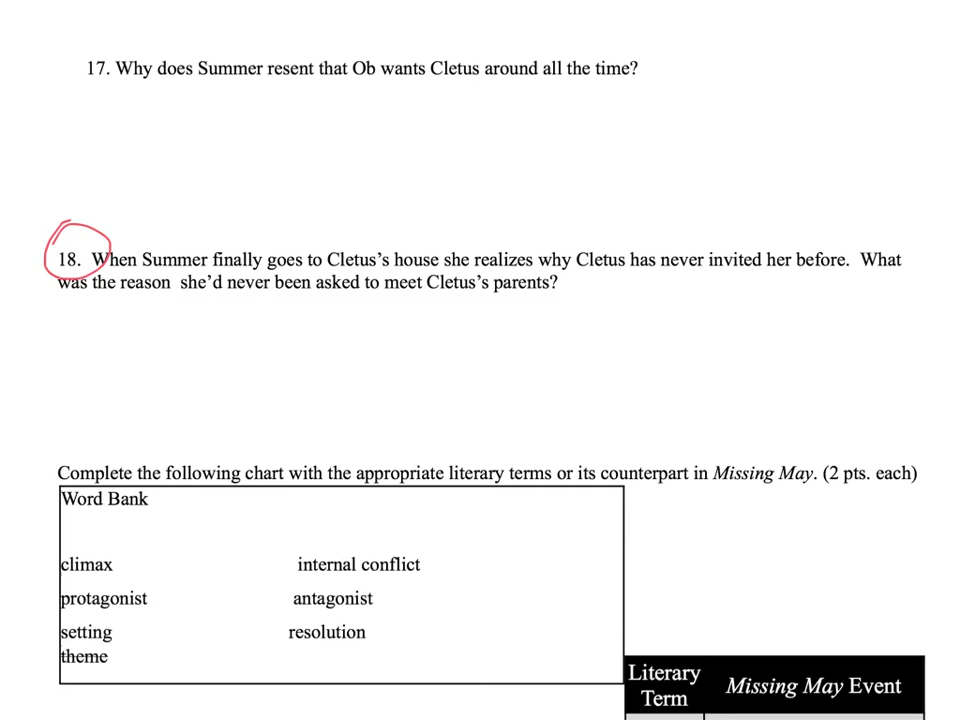 17. Why does Summer resent that Ob wants Cletus around all the time?
18. When Summer finally goes to Cletus’s house she realizes why Cletus has never invited her before. What
was the reason she’d never been asked to meet Cletus’s parents?
Complete the following chart with the appropriate literary terms or its counterpart in Missing May. (2 pts. each)
Word Bank
climax internal conflict
protagonist antagonist
setting resolution
theme
Literary
Term
Missing May Event